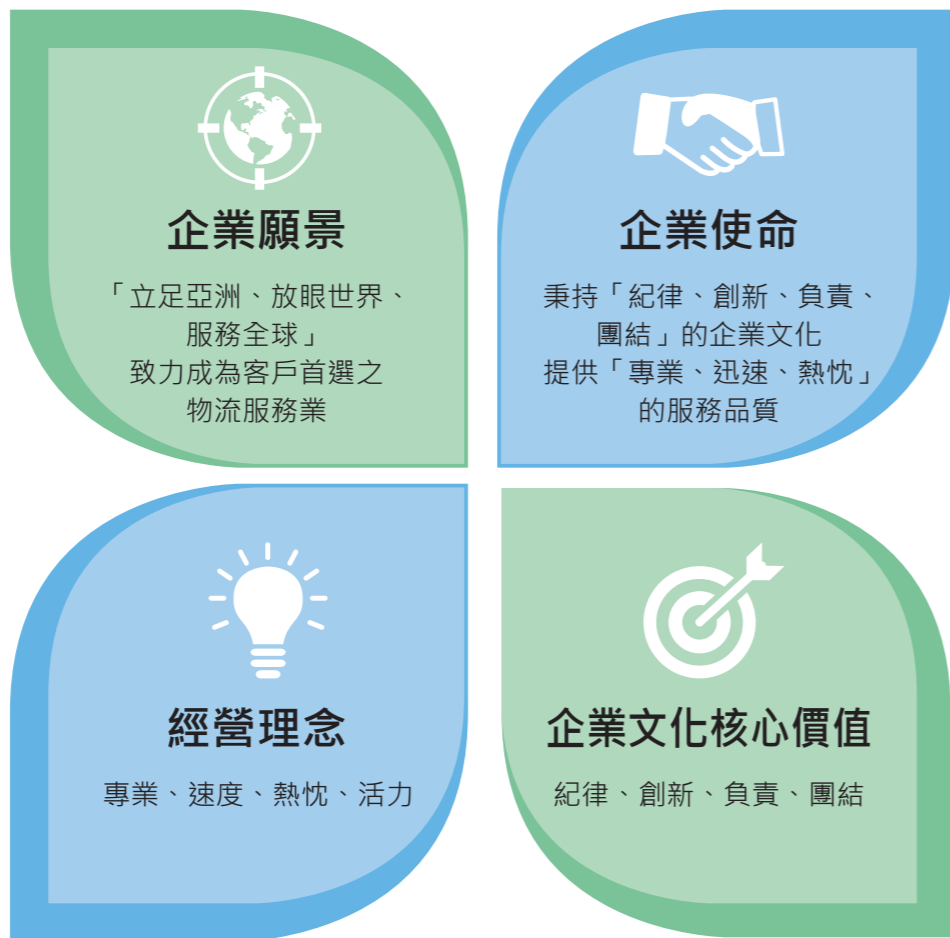 企業願景
「立足亞洲、放眼世界、
服務全球」
致力成為客戶首選之
物流服務業
企業使命
秉持「紀律、創新、負責、
團結」的企業文化
提供「專業、迅速、熱忱」
的服務品質
經營理念
專業、速度、熱忱、活力
企業文化核心價值
紀律、創新、負責、團結